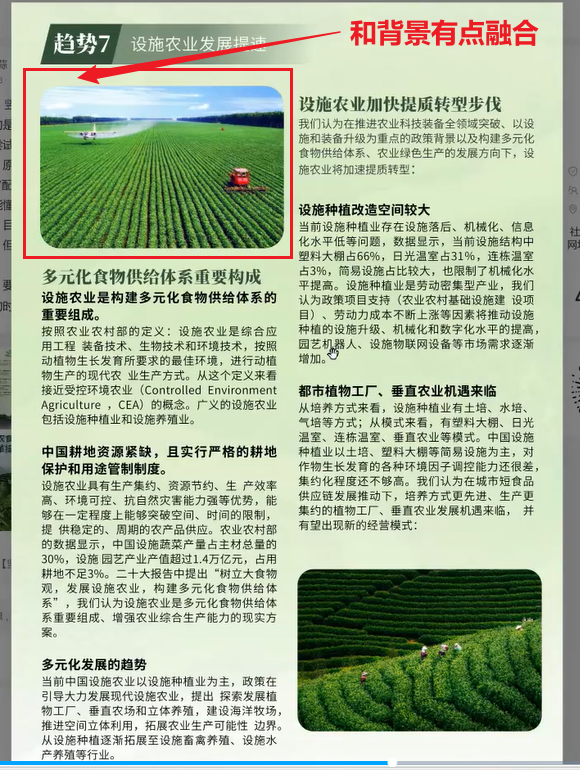 趋势7
设施农业发展提速
和背景有点融合
多元化食物供给体系重要构成
设施农业是构建多元化食物供给体系的
重要组成。
按照农业农村部的定义：设施农业是综合应
用工程 装备技术、生物技术和环境技术，按照
动植物生长发育所要求的最佳环境，进行动植
物生产的现代农 业生产方式。从这个定义来看
接近受控环境农业（Controlled Environment
Agriculture ，CEA）的概念。广义的设施农业
包括设施种植业和设施养殖业。
中国耕地资源紧缺，且实行严格的耕地
保护和用途管制制度。
设施农业具有生产集约、资源节约、生 产效率
高、环境可控、抗自然灾害能力强等优势，能
够在一定程度上能够突破空间、时间的限制，
提 供稳定的、周期的农产品供应。农业农村部
的数据显示，中国设施蔬菜产量占主材总量的
30%，设施 园艺产业产值超过1.4万亿元，占用
耕地不足3%。二十大报告中提出“树立大食物
观，发展设施农业，构建多元化食物供给体
系”，我们认为设施农业是多元化食物供给体
系重要组成、增强农业综合生产能力的现实方
案。
多元化发展的趋势
当前中国设施农业以设施种植业为主，政策在
引导大力发展现代设施农业，提出 探索发展植
物工厂、垂直农场和立体养殖，建设海洋牧场，
推进空间立体利用，拓展农业生产可能性 边界。
从设施种植逐渐拓展至设施畜禽养殖、设施水
产养殖等行业。
设施农业加快提质转型步伐
我们认为在推进农业科技装备全领域突破、以设
施和装备升级为重点的政策背景以及构建多元化
食物供给体系、农业绿色生产的发展方向下，设
施农业将加速提质转型：
设施种植改造空间较大
当前设施种植业存在设施落后、机械化、信息
化水平低等问题，数据显示，当前设施结构中
塑料大棚占66%，日光温室占31%，连栋温室
占3%，简易设施占比较大，也限制了机械化水
平提高。设施种植业是劳动密集型产业，我们
认为政策项目支持（农业农村基础设施建 设项
目）、劳动力成本不断上涨等因素将推动设施
种植的设施升级、机械化和数字化水平的提高，
园艺机器人、设施物联网设备等市场需求逐渐
增加。
都市植物工厂、垂直农业机遇来临
从培养方式来看，设施种植业有土培、水培、
气培等方式；从模式来看，有塑料大棚、日光
温室、连栋温室、垂直农业等模式。中国设施
种植业以土培、塑料大棚等简易设施为主，对
作物生长发育的各种环境因子调控能力还很差，
集约化程度还不够高。我们认为在城市短食品
供应链发展推动下，培养方式更先进、生产更
集约的植物工厂、垂直农业发展机遇来临， 并
有望出现新的经营模式：